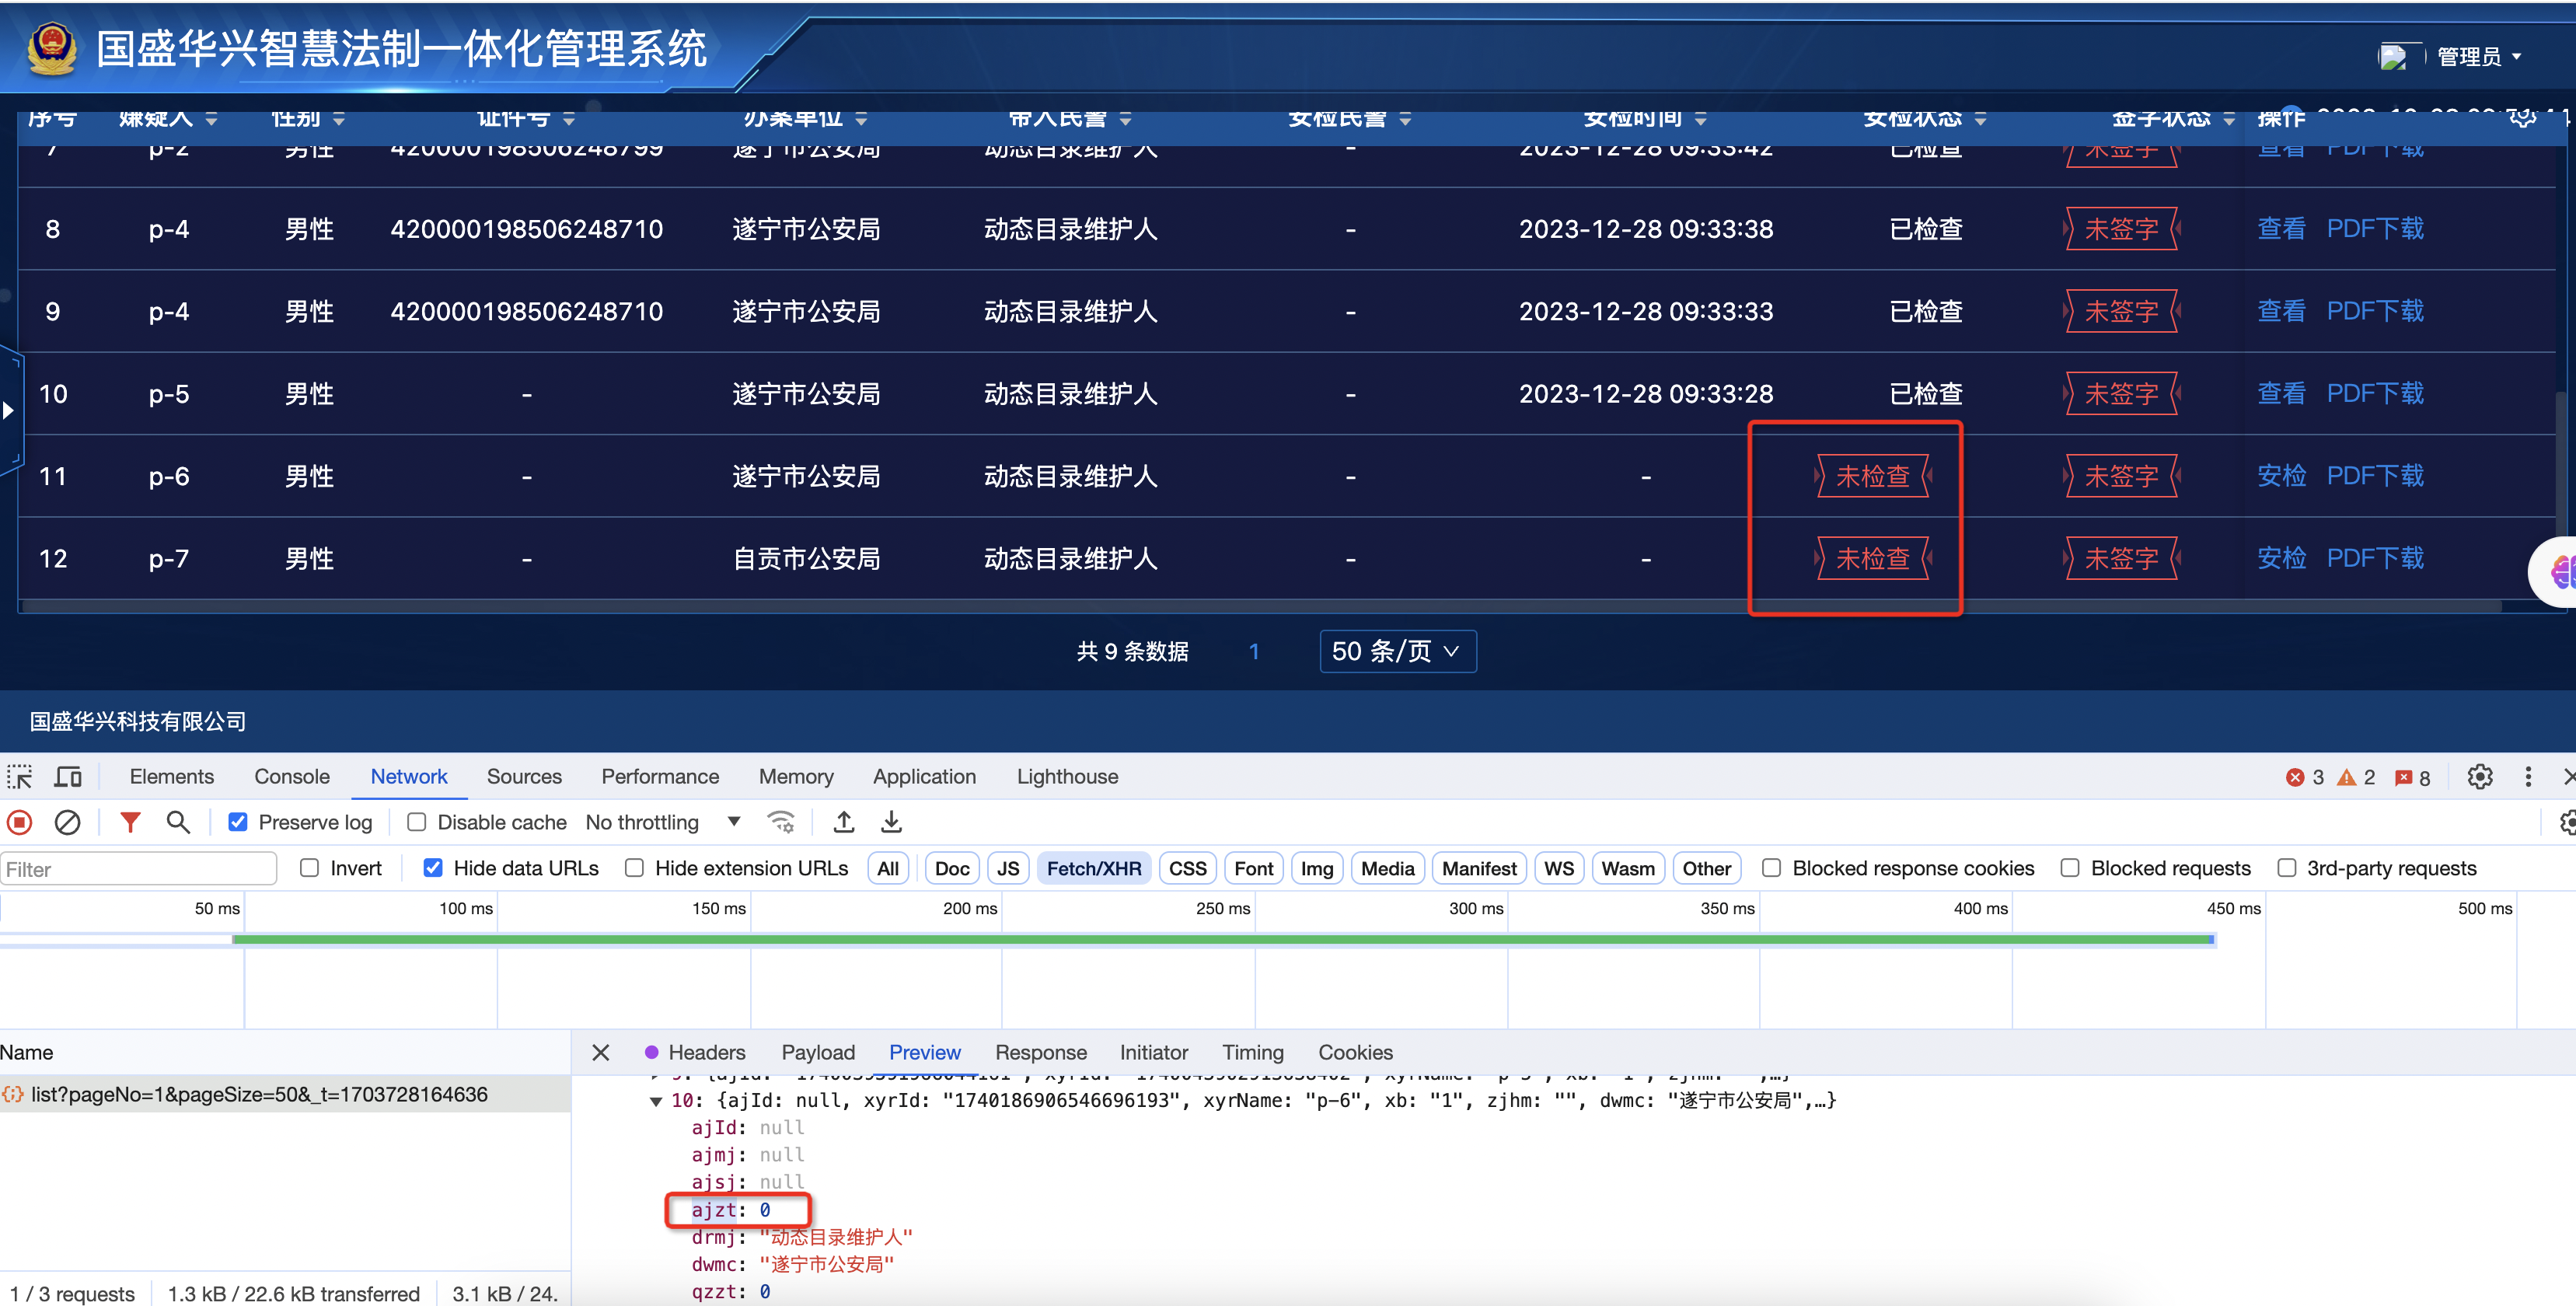 国盛华兴智慧法制一体化管理系统
管理员
序号 嫌疑人 性别 证件号 办案单位 带入民警 安检民警 安检时间 安检状态 签字状态 操作
7 p-2 男性 420000198506248799 遂宁市公安局 动态目录维护人 - 2023-12-28 09:33:42 已检查 未签字 查看 PDF下载
8 p-4 男性 420000198506248710 遂宁市公安局 动态目录维护人 - 2023-12-28 09:33:38 已检查 未签字 查看 PDF下载
9 p-4 男性 420000198506248710 遂宁市公安局 动态目录维护人 - 2023-12-28 09:33:33 已检查 未签字 查看 PDF下载
10 p-5 男性 - 遂宁市公安局 动态目录维护人 - 2023-12-28 09:33:28 已检查 未签字 查看 PDF下载
11 p-6 男性 - 遂宁市公安局 动态目录维护人 - - 未检查 未签字 安检 PDF下载
12 p-7 男性 - 自贡市公安局 动态目录维护人 - - 未检查 未签字 安检 PDF下载
共 9 条数据 1 50 条/页
国盛华兴科技有限公司
Elements Console Network Sources Performance Memory Application Lighthouse 3 2 8
Preserve log Disable cache No throttling
Filter Invert Hide data URLs Hide extension URLs All Doc JS Fetch/XHR CSS Font Img Media Manifest WS Wasm Other Blocked response cookies Blocked requests 3rd-party requests
50 ms 100 ms 150 ms 200 ms 250 ms 300 ms 350 ms 400 ms 450 ms 500 ms
Name Headers Payload Preview Response Initiator Timing Cookies
list?pageNo=1&pageSize=50&_t=1703728164636
10: {ajId: null, xyrId: "1740186906546696193", xyrName: "p-6", xb: "1", zjhm: "", dwmc: "遂宁市公安局",…}
ajId: null
ajmj: null
ajsj: null
ajzt: 0
drmj: "动态目录维护人"
dwmc: "遂宁市公安局"
qzzt: 0
1 / 3 requests 1.3 kB / 22.6 kB transferred 3.1 kB / 24.